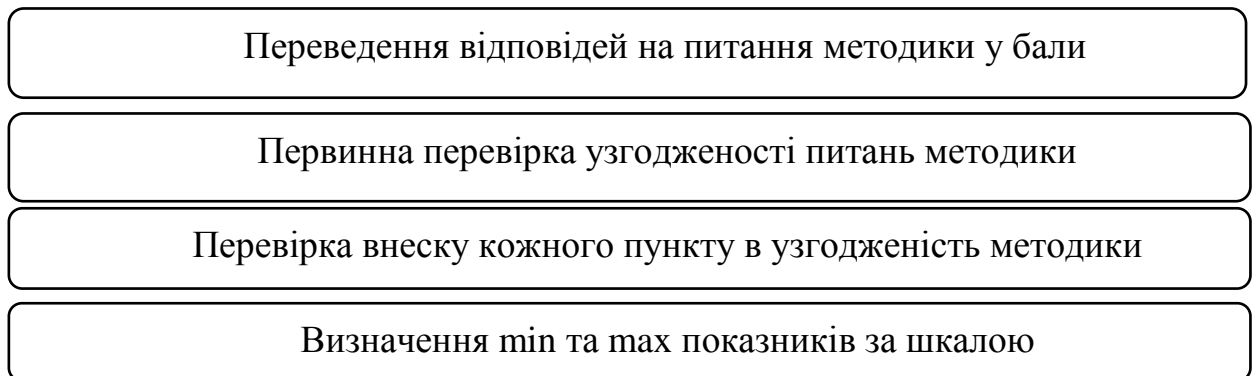 Переведення відповідей на питання методики у бали
Первинна перевірка узгодженості питань методики
Перевірка внеску кожного пункту в узгодженість методики
Визначення min та max показників за шкалою